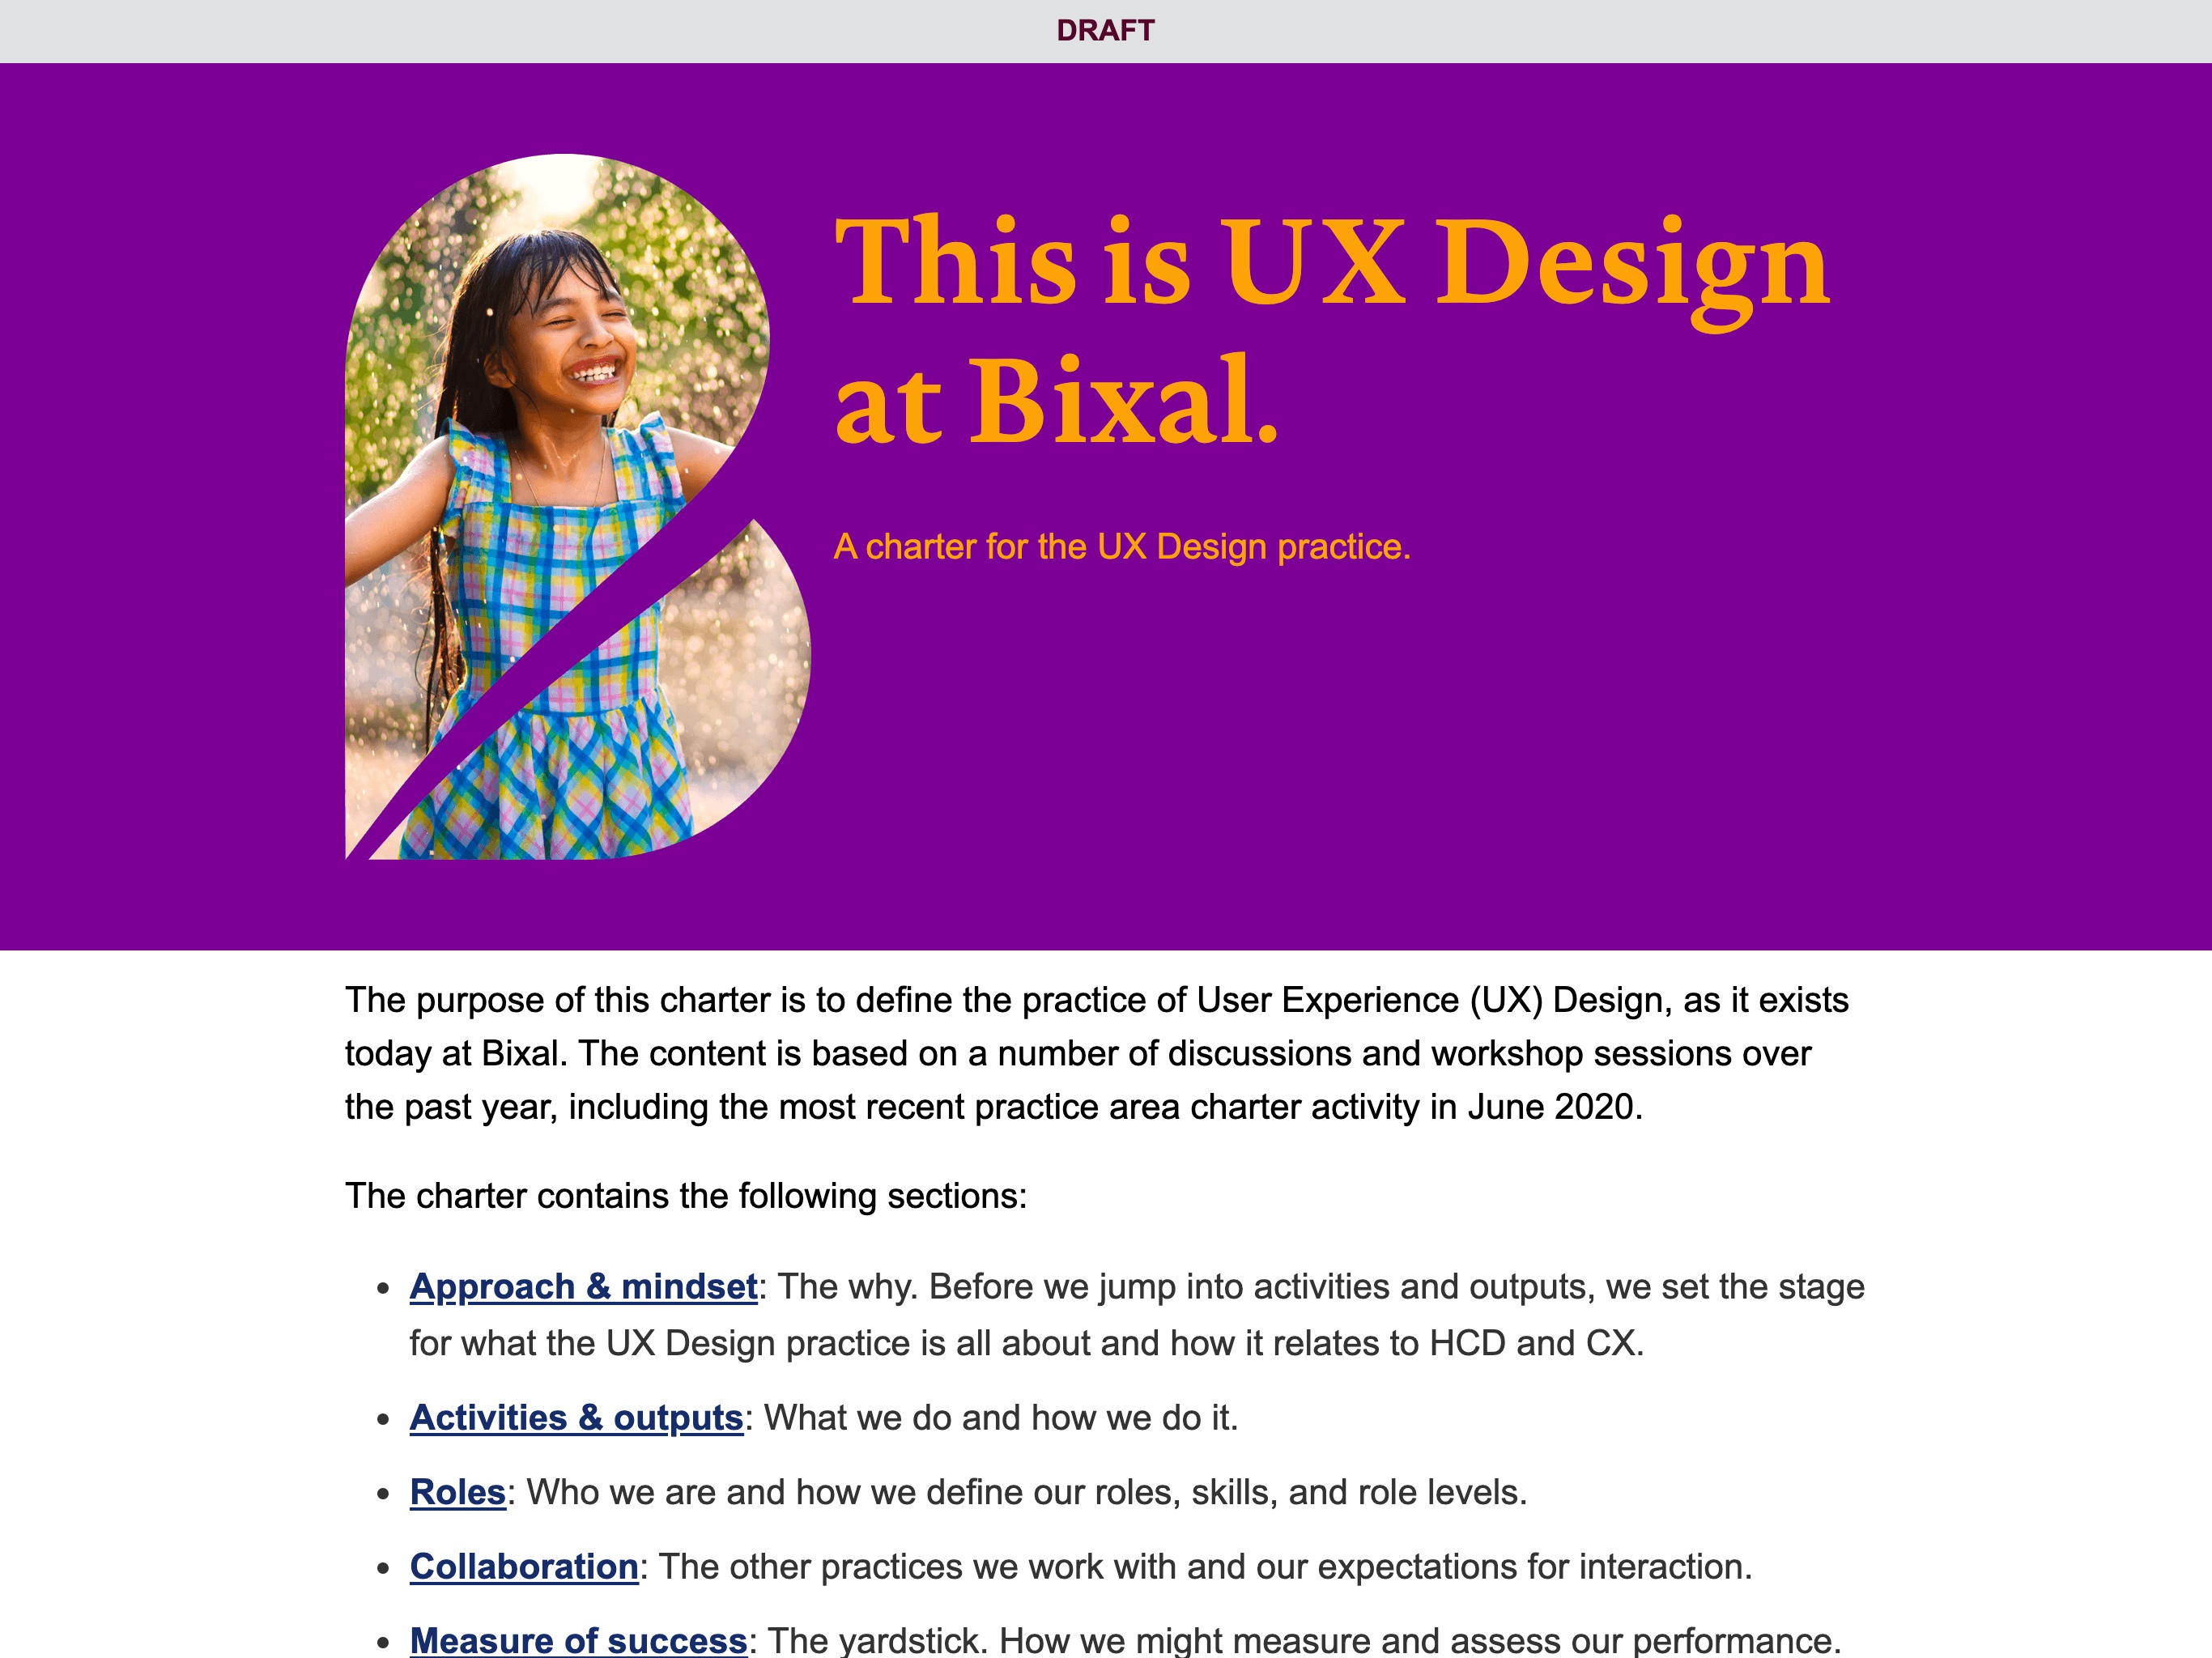 DRAFT
This is UX Design
at Bixal.
A charter for the UX Design practice.
The purpose of this charter is to define the practice of User Experience (UX) Design, as it exists
today at Bixal. The content is based on a number of discussions and workshop sessions over
the past year, including the most recent practice area charter activity in June 2020.
The charter contains the following sections:
• Approach & mindset: The why. Before we jump into activities and outputs, we set the stage
for what the UX Design practice is all about and how it relates to HCD and CX.
• Activities & outputs: What we do and how we do it.
• Roles: Who we are and how we define our roles, skills, and role levels.
• Collaboration: The other practices we work with and our expectations for interaction.
• Measure of success: The yardstick. How we might measure and assess our performance.